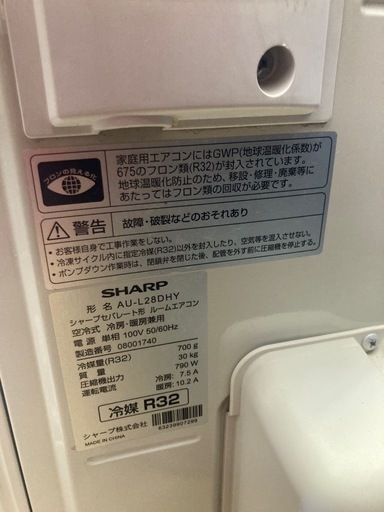 フロンの見える化
家庭用エアコンにはGWP(地球温暖化係数)が
675のフロン類(R32)が封入されています。
地球温暖化防止のため、移設・修理・廃棄等に
あたってはフロン類の回収が必要です。
警告 故障・破裂などのおそれあり
・お客様自身で工事作業をしない。
・冷凍サイクル内に指定冷媒(R32)以外を封入したり、空気等を混入させない。
・ポンプダウン作業時は、閉鎖弁を閉じた後、配管を外す前に圧縮機を停止する。
SHARP
形 名 AU-L28DHY
シャープセパレート形 ルームエアコン
空冷式 冷房・暖房兼用
電 源 単相 100V 50/60Hz
製造番号 08001740
冷媒量(R32) 700 g
質 量 30 kg
圧縮機出力 790 W
運転電流 冷房: 7.5 A
暖房: 10.2 A
冷媒 R32
シャープ株式会社
MADE IN CHINA